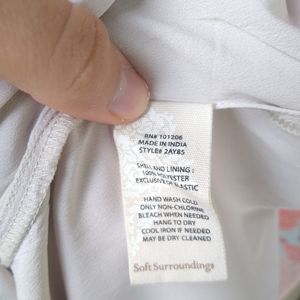 RN# 101206
MADE IN INDIA
STYLE# 2AY85
SHELL AND LINING :
100% POLYESTER
EXCLUSIVE OF PLASTIC
HAND WASH COLD
ONLY NON-CHLORINE
BLEACH WHEN NEEDED
HANG TO DRY
COOL IRON IF NEEDED
MAY BE DRY CLEANED
Soft Surroundings